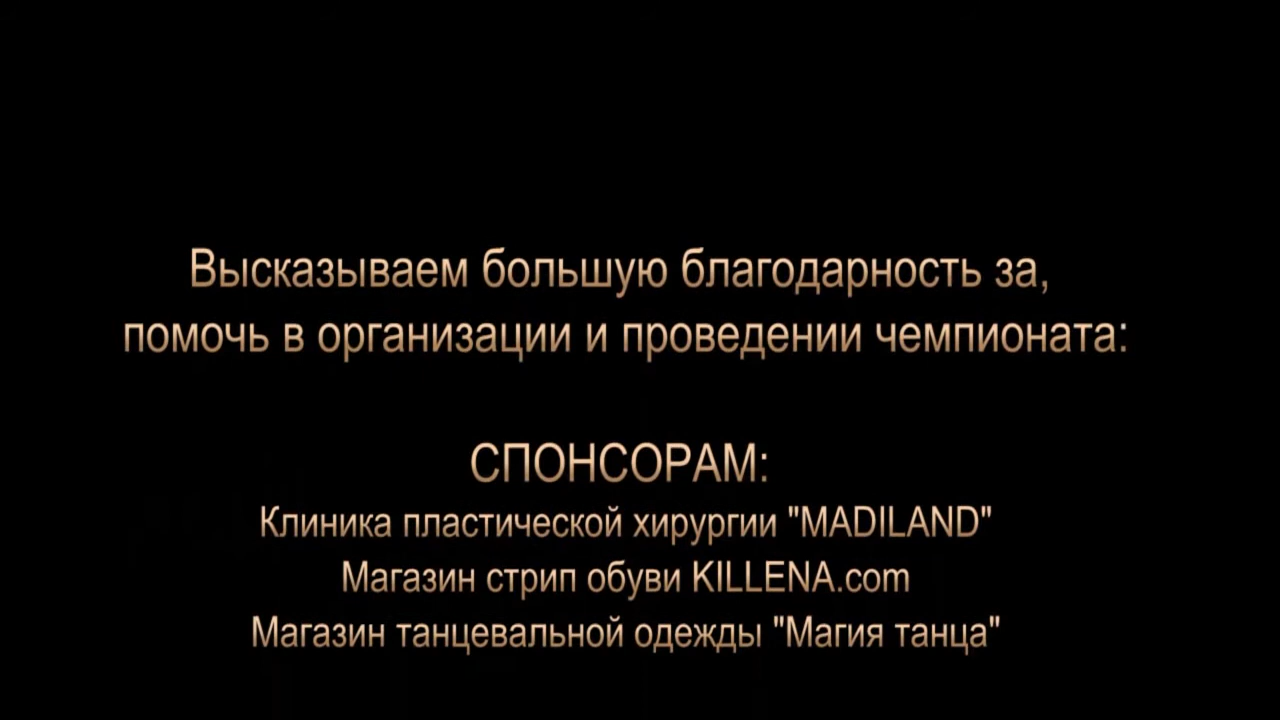 Высказываем большую благодарность за,
помочь в организации и проведении чемпионата:
СПОНСОРАМ:
Клиника пластической хирургии "MADILAND"
Магазин стрип обуви KILLENA.com
Магазин танцевальной одежды "Магия танца"